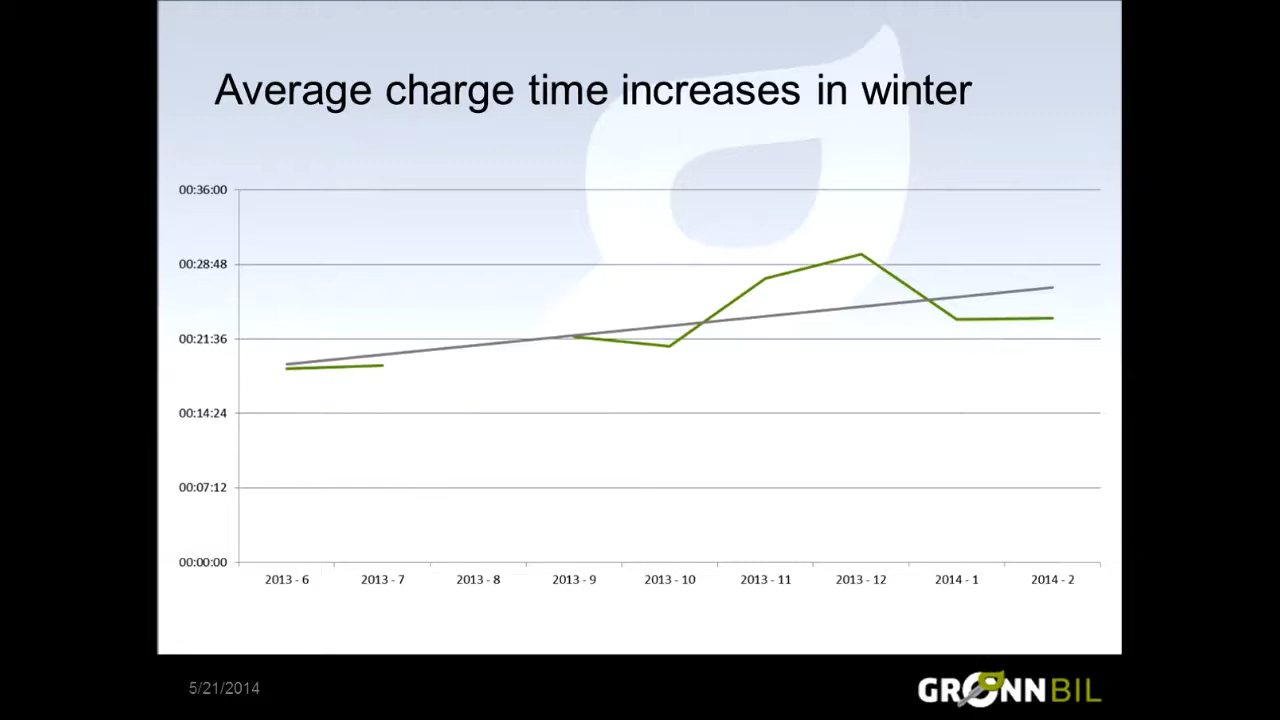 Average charge time increases in winter
00:36:00
00:28:48
00:21:36
00:14:24
00:07:12
00:00:00
2013 - 6 2013 - 7 2013 - 8 2013 - 9 2013 - 10 2013 - 11 2013 - 12 2014 - 1 2014 - 2
5/21/2014
GRØNN BIL